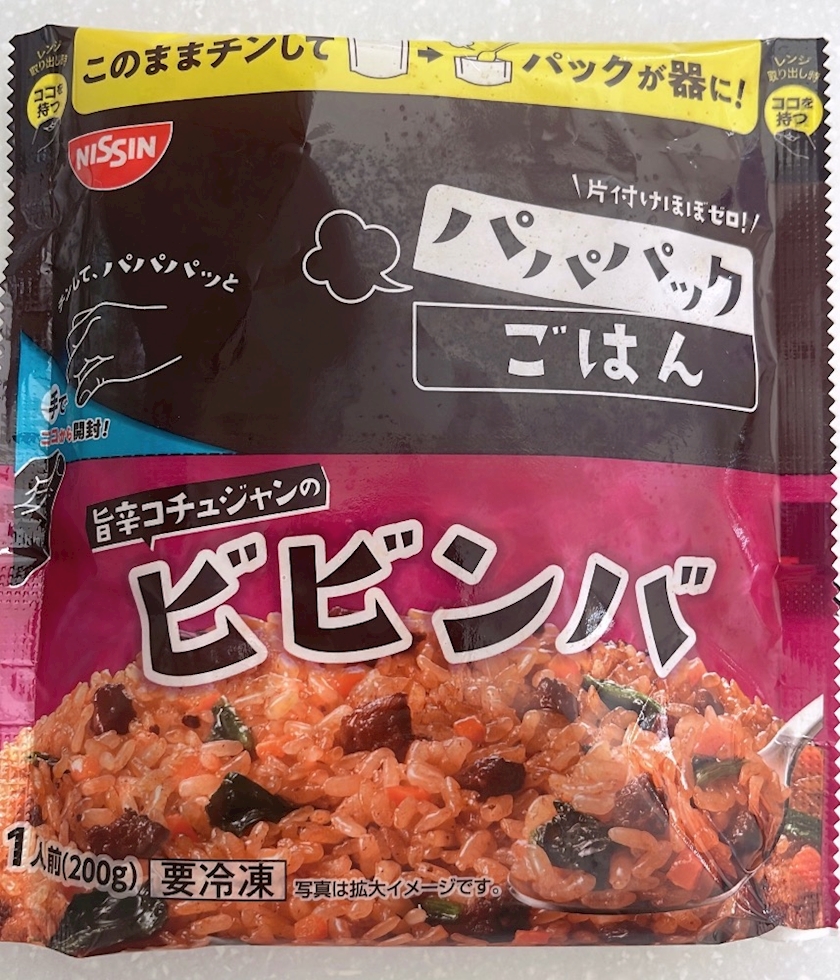 このままチンして
パックが器に!
レンジ
取り出し時
ココを
持つ
レンジ
取り出し時
ココを
持つ
NISSIN
\片付けほぼゼロ!/
パパパック
ごはん
チンして、パパパッと
手で
ココから開封!
旨辛コチュジャンの
ビビンバ
1人前(200g)
要冷凍
写真は拡大イメージです。